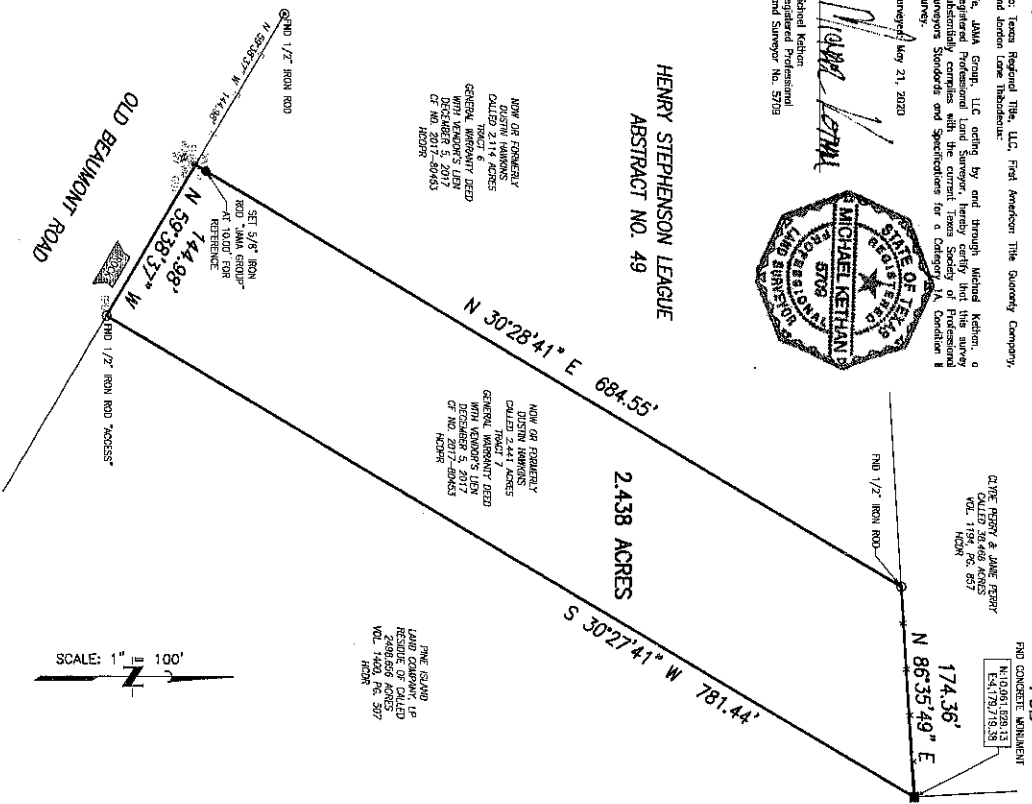 To: Texas Regional Title, LLC, First American Title Guaranty Company,
and Jordan Lane Thibodeaux:
We, JAMA Group, LLC acting by and through Michael Kethan, a
Registered Professional Land Surveyor, hereby certify that this survey
substantially complies with the current Texas Society of Professional
Surveyors Standards and Specifications for a Category 1A Condition II
Survey.
Surveyed: May 21, 2020
Michael Kethan
Michael Kethan
Registered Professional
Land Surveyor No. 5709
STATE OF TEXAS
REGISTERED
MICHAEL KETHAN
5709
PROFESSIONAL
LAND SURVEYOR
CLYDE PERRY & JANIE PERRY
CALLED 38.468 ACRES
VOL. 1194, PG. 857
HCDR
FND CONCRETE MONUMENT
N:10,061,529.13
E:4,179,719.38
174.36'
N 86°35'49" E
FND 1/2" IRON ROD
HENRY STEPHENSON LEAGUE
ABSTRACT NO. 49
N 30°28'41" E 684.55'
2.438 ACRES
S 30°27'41" W 781.44'
NOW OR FORMERLY
DUSTIN HAWKINS
CALLED 2.114 ACRES
TRACT 6
GENERAL WARRANTY DEED
WITH VENDOR'S LIEN
DECEMBER 5, 2017
CF NO. 2017-80453
HCOPR
NOW OR FORMERLY
DUSTIN HAWKINS
CALLED 2.441 ACRES
TRACT 7
GENERAL WARRANTY DEED
WITH VENDOR'S LIEN
DECEMBER 5, 2017
CF NO. 2017-80453
HCOPR
PINE ISLAND
LAND COMPANY, LP
RESIDUE OF CALLED
2498.656 ACRES
VOL. 1400, PG. 507
HCDR
FND 1/2" IRON ROD
N 59°38'37" W 144.98'
SET 5/8" IRON
ROD "JAMA GROUP"
AT 10.00' FOR
REFERENCE
144.98'
N 59°38'37" W
FND 1/2" IRON ROD "ACCESS"
OLD BEAUMONT ROAD
SCALE: 1" = 100'
N